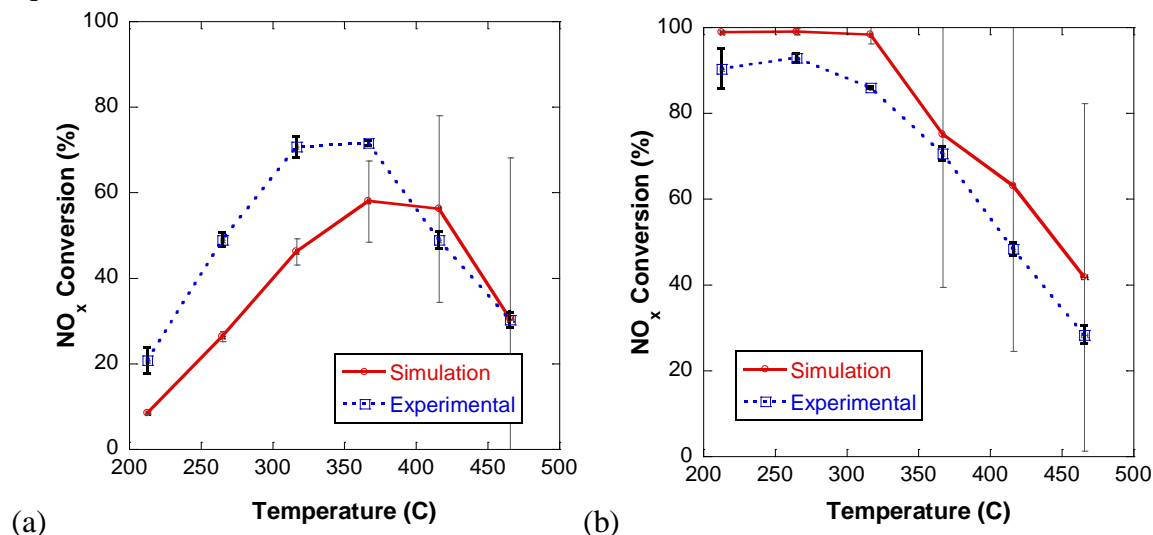 100
80
60
40
20
0
NOx Conversion (%)
Simulation
Experimental
200 250 300 350 400 450 500
Temperature (C)
(a)
100
80
60
40
20
0
NOx Conversion (%)
Simulation
Experimental
200 250 300 350 400 450 500
Temperature (C)
(b)